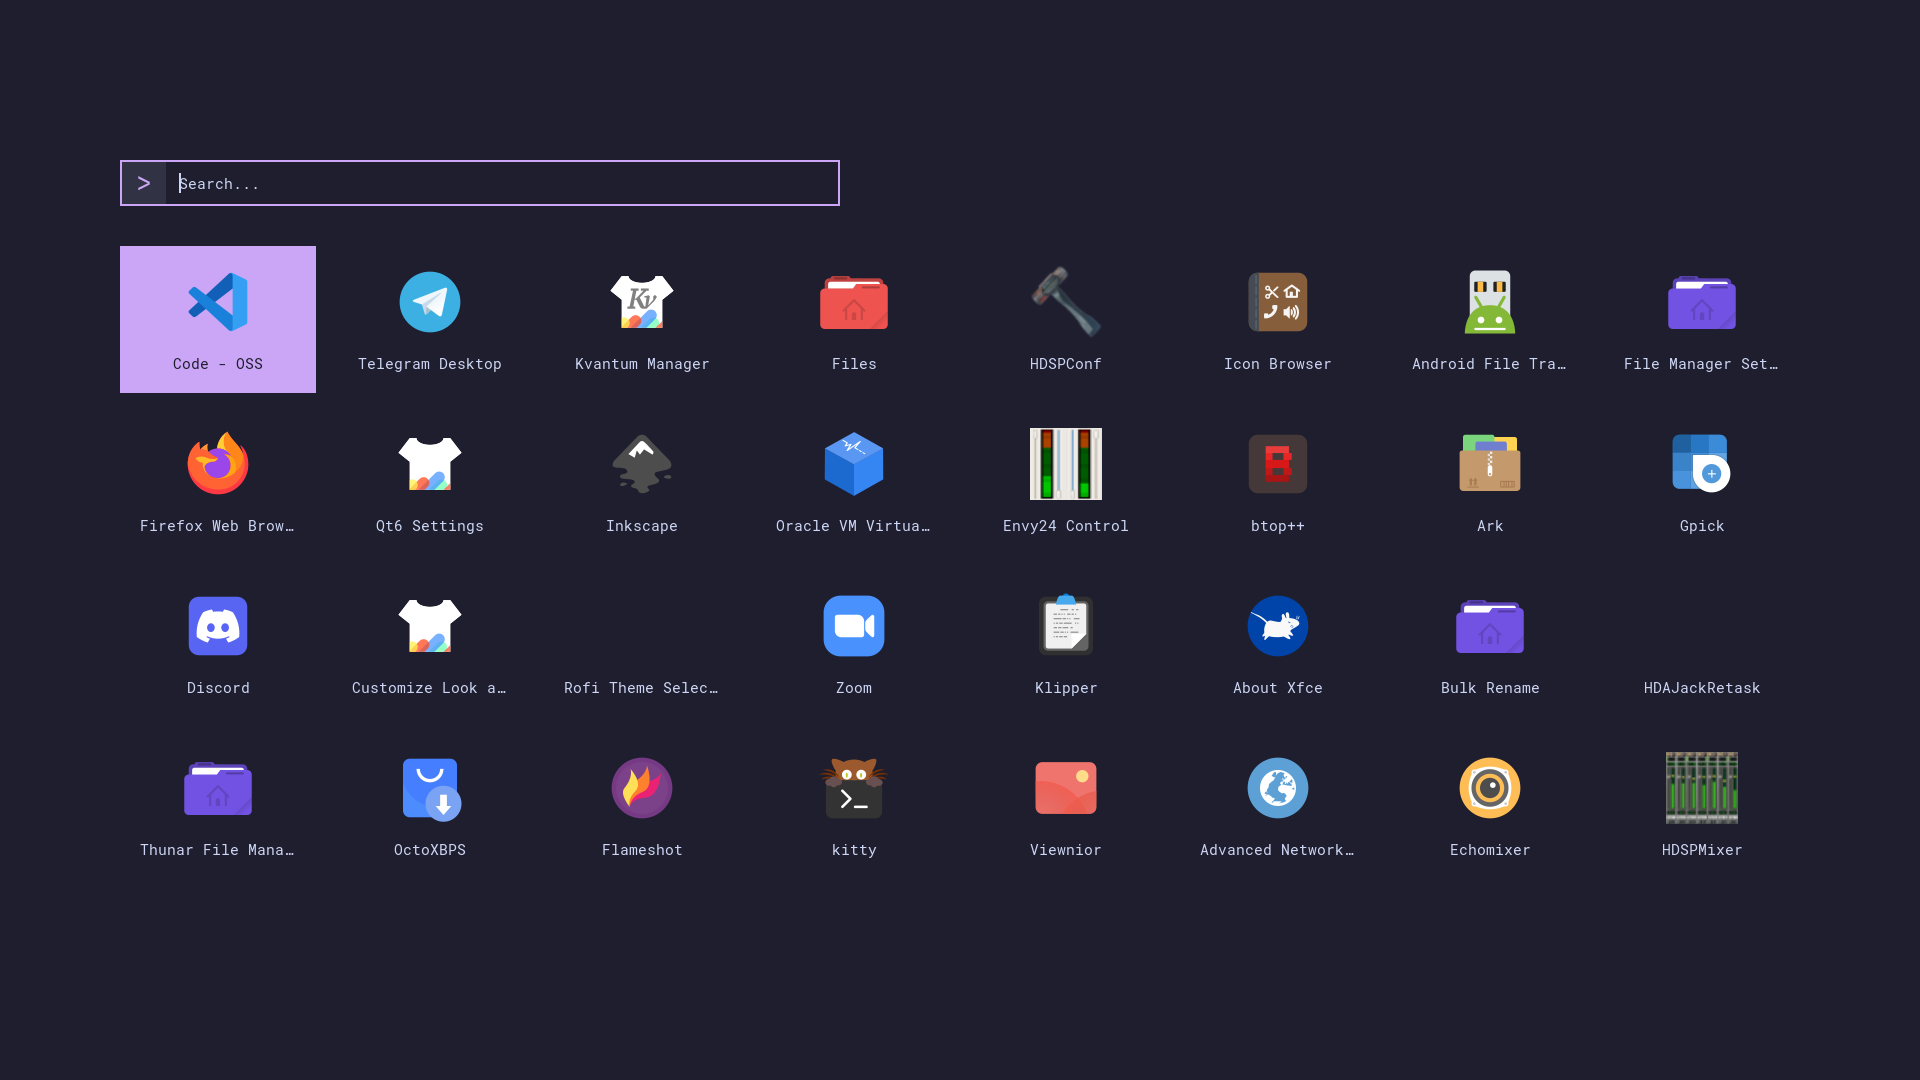 > Search...
Code - OSS
Telegram Desktop
Kv
Kvantum Manager
Files
HDSPConf
Icon Browser
Android File Tra…
File Manager Set…
Firefox Web Brow…
Qt6 Settings
Inkscape
Oracle VM Virtua…
Envy24 Control
btop++
Ark
Gpick
Discord
Customize Look a…
Rofi Theme Selec…
Zoom
Klipper
About Xfce
Bulk Rename
HDAJackRetask
Thunar File Mana…
OctoXBPS
Flameshot
kitty
Viewnior
Advanced Network…
Echomixer
HDSPMixer